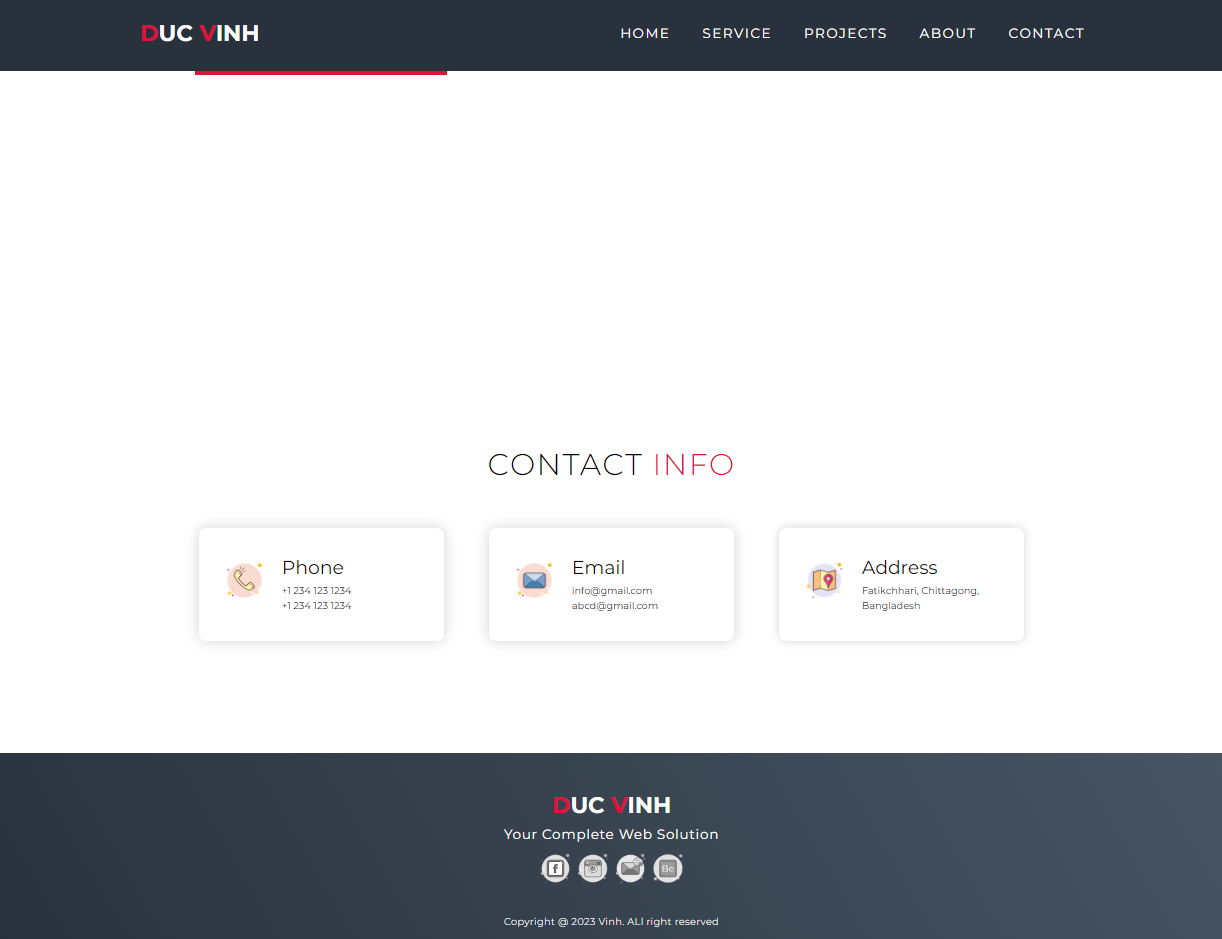 DUC VINH
HOME SERVICE PROJECTS ABOUT CONTACT
CONTACT INFO
Phone
+1 234 123 1234
+1 234 123 1234
Email
info@gmail.com
abcd@gmail.com
Address
Fatikchhari, Chittagong,
Bangladesh
DUC VINH
Your Complete Web Solution
f
Be
Copyright @ 2023 Vinh. ALl right reserved